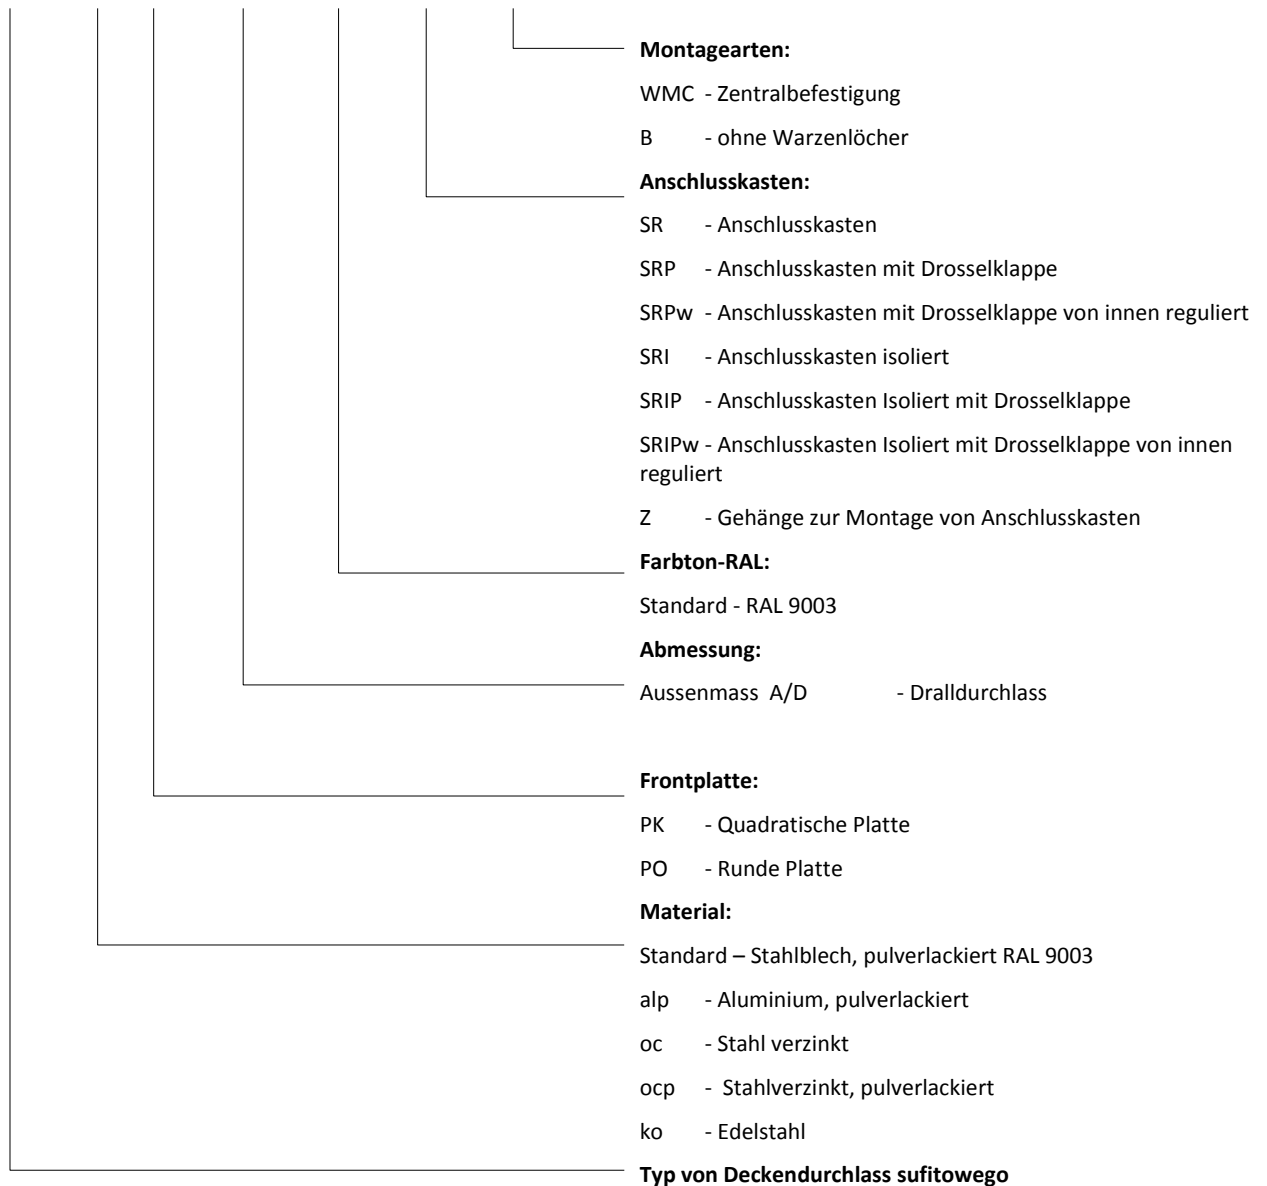 Montagearten:
WMC - Zentralbefestigung
B - ohne Warzenlöcher
Anschlusskasten:
SR - Anschlusskasten
SRP - Anschlusskasten mit Drosselklappe
SRPw - Anschlusskasten mit Drosselklappe von innen reguliert
SRI - Anschlusskasten isoliert
SRIP - Anschlusskasten Isoliert mit Drosselklappe
SRIPw - Anschlusskasten Isoliert mit Drosselklappe von innen
reguliert
Z - Gehänge zur Montage von Anschlusskasten
Farbton-RAL:
Standard - RAL 9003
Abmessung:
Aussenmass A/D - Dralldurchlass
Frontplatte:
PK - Quadratische Platte
PO - Runde Platte
Material:
Standard – Stahlblech, pulverlackiert RAL 9003
alp - Aluminium, pulverlackiert
oc - Stahl verzinkt
ocp - Stahlverzinkt, pulverlackiert
ko - Edelstahl
Typ von Deckendurchlass sufitowego